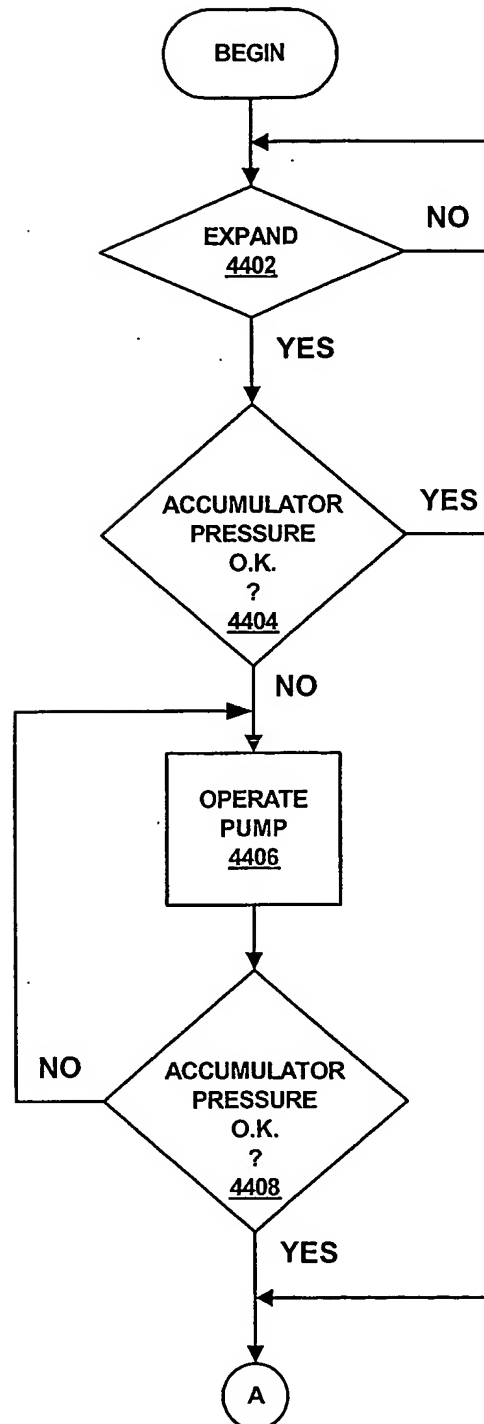 BEGIN
EXPAND
4402
NO
YES
ACCUMULATOR
PRESSURE
O.K.
?
4404
YES
NO
OPERATE
PUMP
4406
NO
ACCUMULATOR
PRESSURE
O.K.
?
4408
YES
A